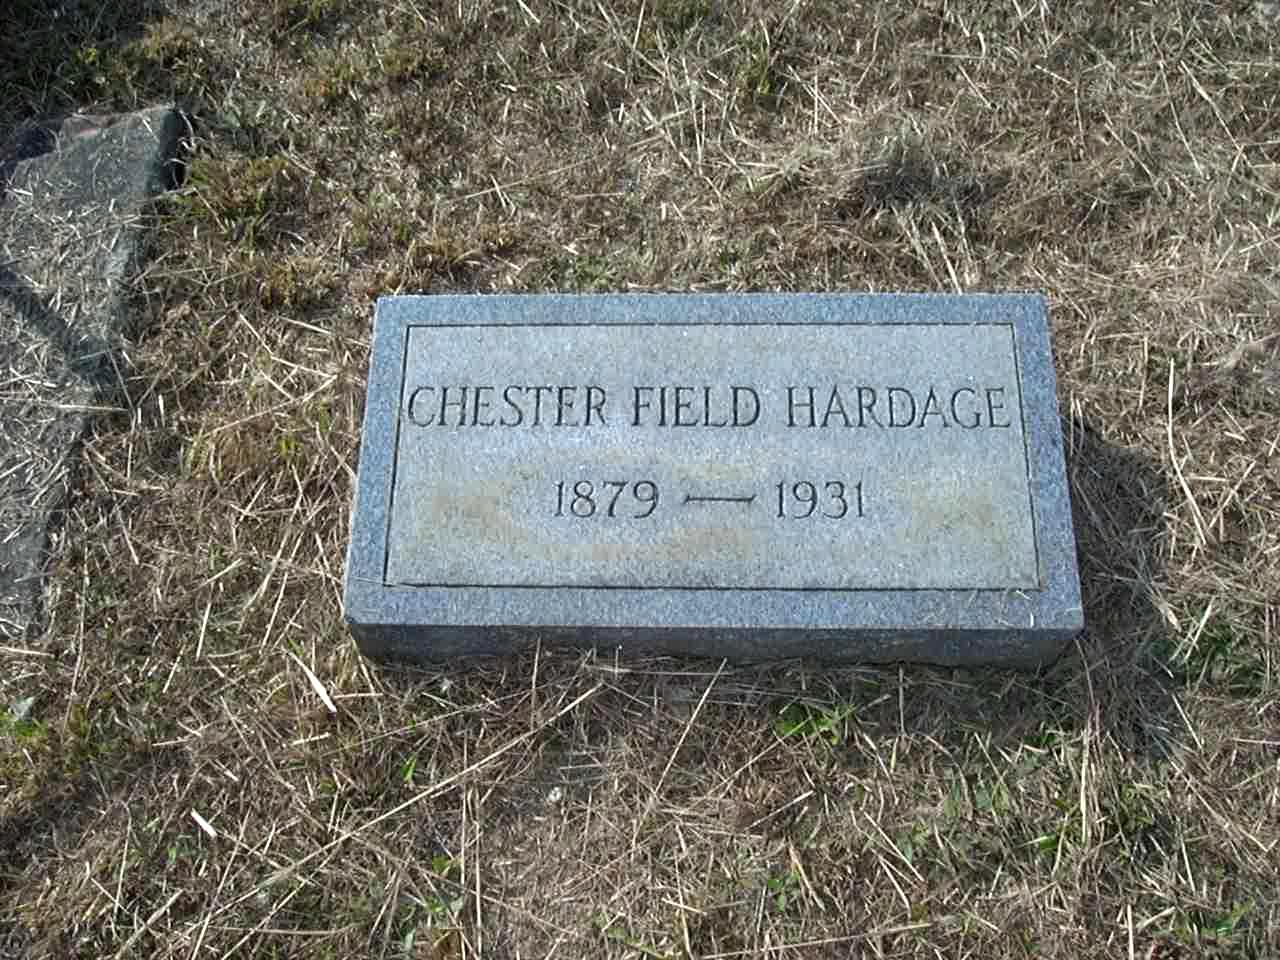 CHESTER FIELD HARDAGE
1879 — 1931